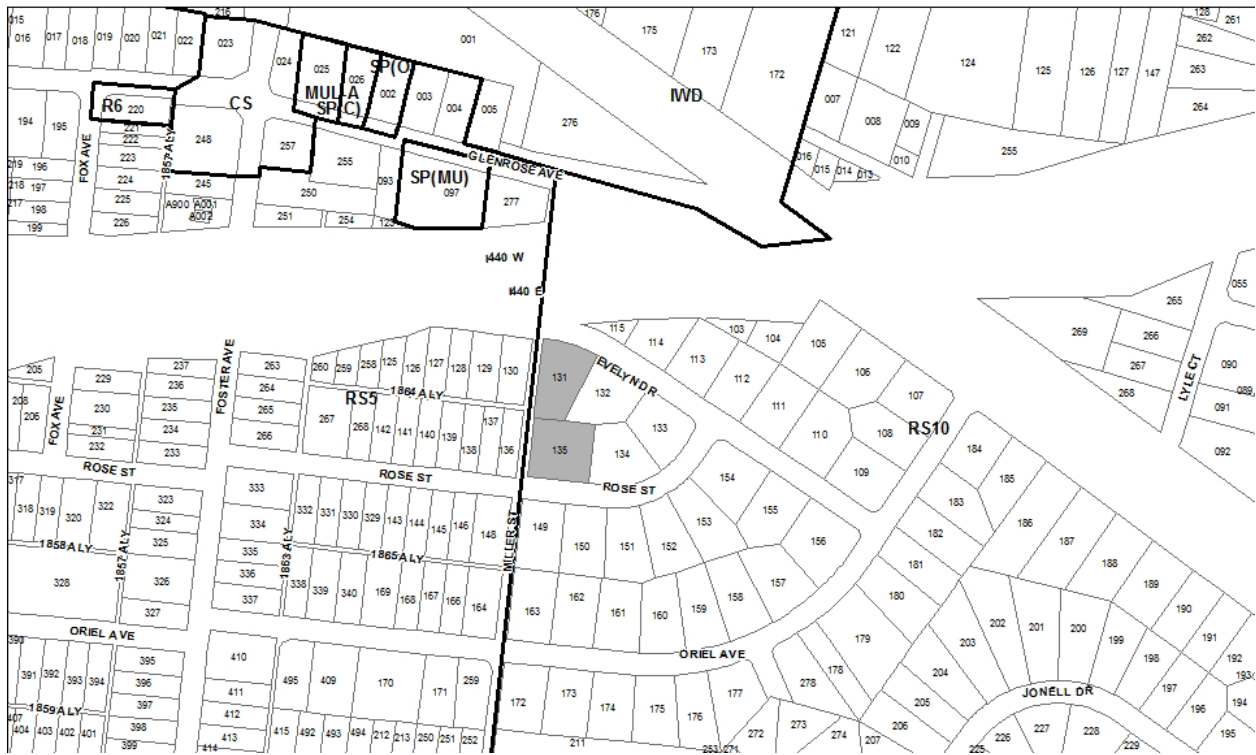 015 016 017 018 019 020 021 022 216 023
024 025 026 002 003 004 005 001
176 175 173 172
121 122 124 125 126 127 147 128 261
262
263
264
R6 220 CS MUL-A SP(C) SP(O IWD
194 195 221 222 223 224 225 226
219 196
218 197
217 198
199
FOX AVE
1857 ALY
248 257 255 250 251 254 093 123
245
A900 A001
A002
SP(MU)
097 277 276
GLENROSE AVE
007 008 009 010 016 015 014 013 255
440 W
440 E
055
265 266 267 268 269
LYLE CT
090
089
091
092
205 208 206
FOX AVE
229 230 231 232
237 236 235 234 233
FOSTER AVE
263 264 265 266
260 259 258 125 126 127 128 129 130
1864 ALY
RS5
267 268 142 141 140 139 138 137 136
131 132 133 134 135
EVELYN DR
115 114 113 112 111 110 109 108 107 106 105 104 103
RS10
ROSE ST
ROSE ST
ROSE ST
317 318 319 320 322
1858 ALY
328
1857 ALY
323 324 325 326 327
333 334 335 336 337
1863 ALY
332 331 330 329 143 144 145 146 148
1865 ALY
338 339 340 169 168 167 166 164
MILLER ST
149 150 151 152 153 154 155 156 157 158 159 160 161 162 163
184 185 186 187 188 189 190 191 192 193 194 195
183 182 181 180 179 178 278
202 201 200 199 198 197 196
203 204 205 206 207
ORIEL AVE
ORIEL AVE
JONELL DR
390 391 392 393 394
1859 ALY
407 404 403 402 401
395 396 397 398 399
410 411 412 413 414
495 409 170 171 259
415 492 493 494 212 213 250 251 252
172 173 174 175 176 177
211 253 271
272 273 274
225 226 227 228 229